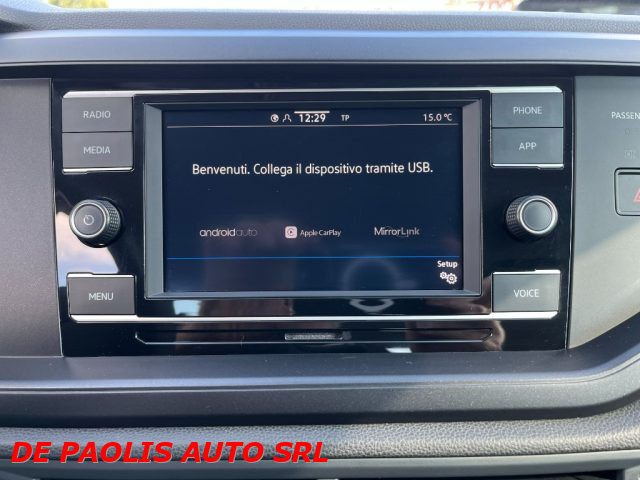 RADIO
MEDIA
MENU
12:29 TP 15.0 °C
Benvenuti. Collega il dispositivo tramite USB.
androidauto Apple CarPlay MirrorLink
Setup
PHONE
APP
VOICE
DE PAOLIS AUTO SRL